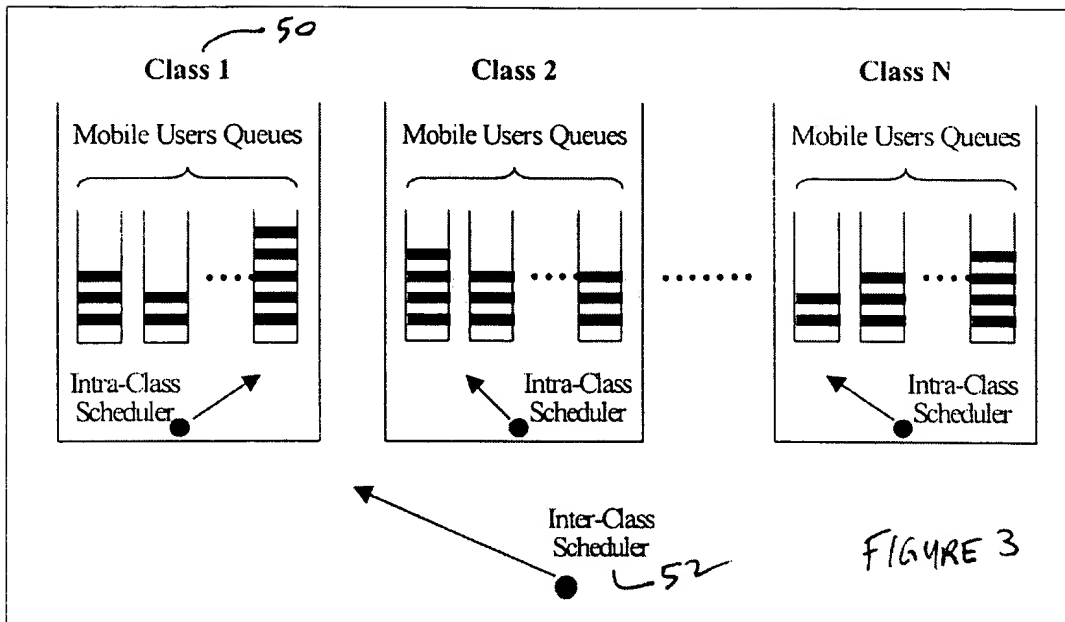 50
Class 1
Class 2
Class N
Mobile Users Queues
Mobile Users Queues
Mobile Users Queues
Intra-Class
Scheduler
Intra-Class
Scheduler
Intra-Class
Scheduler
Inter-Class
Scheduler
52
FIGURE 3